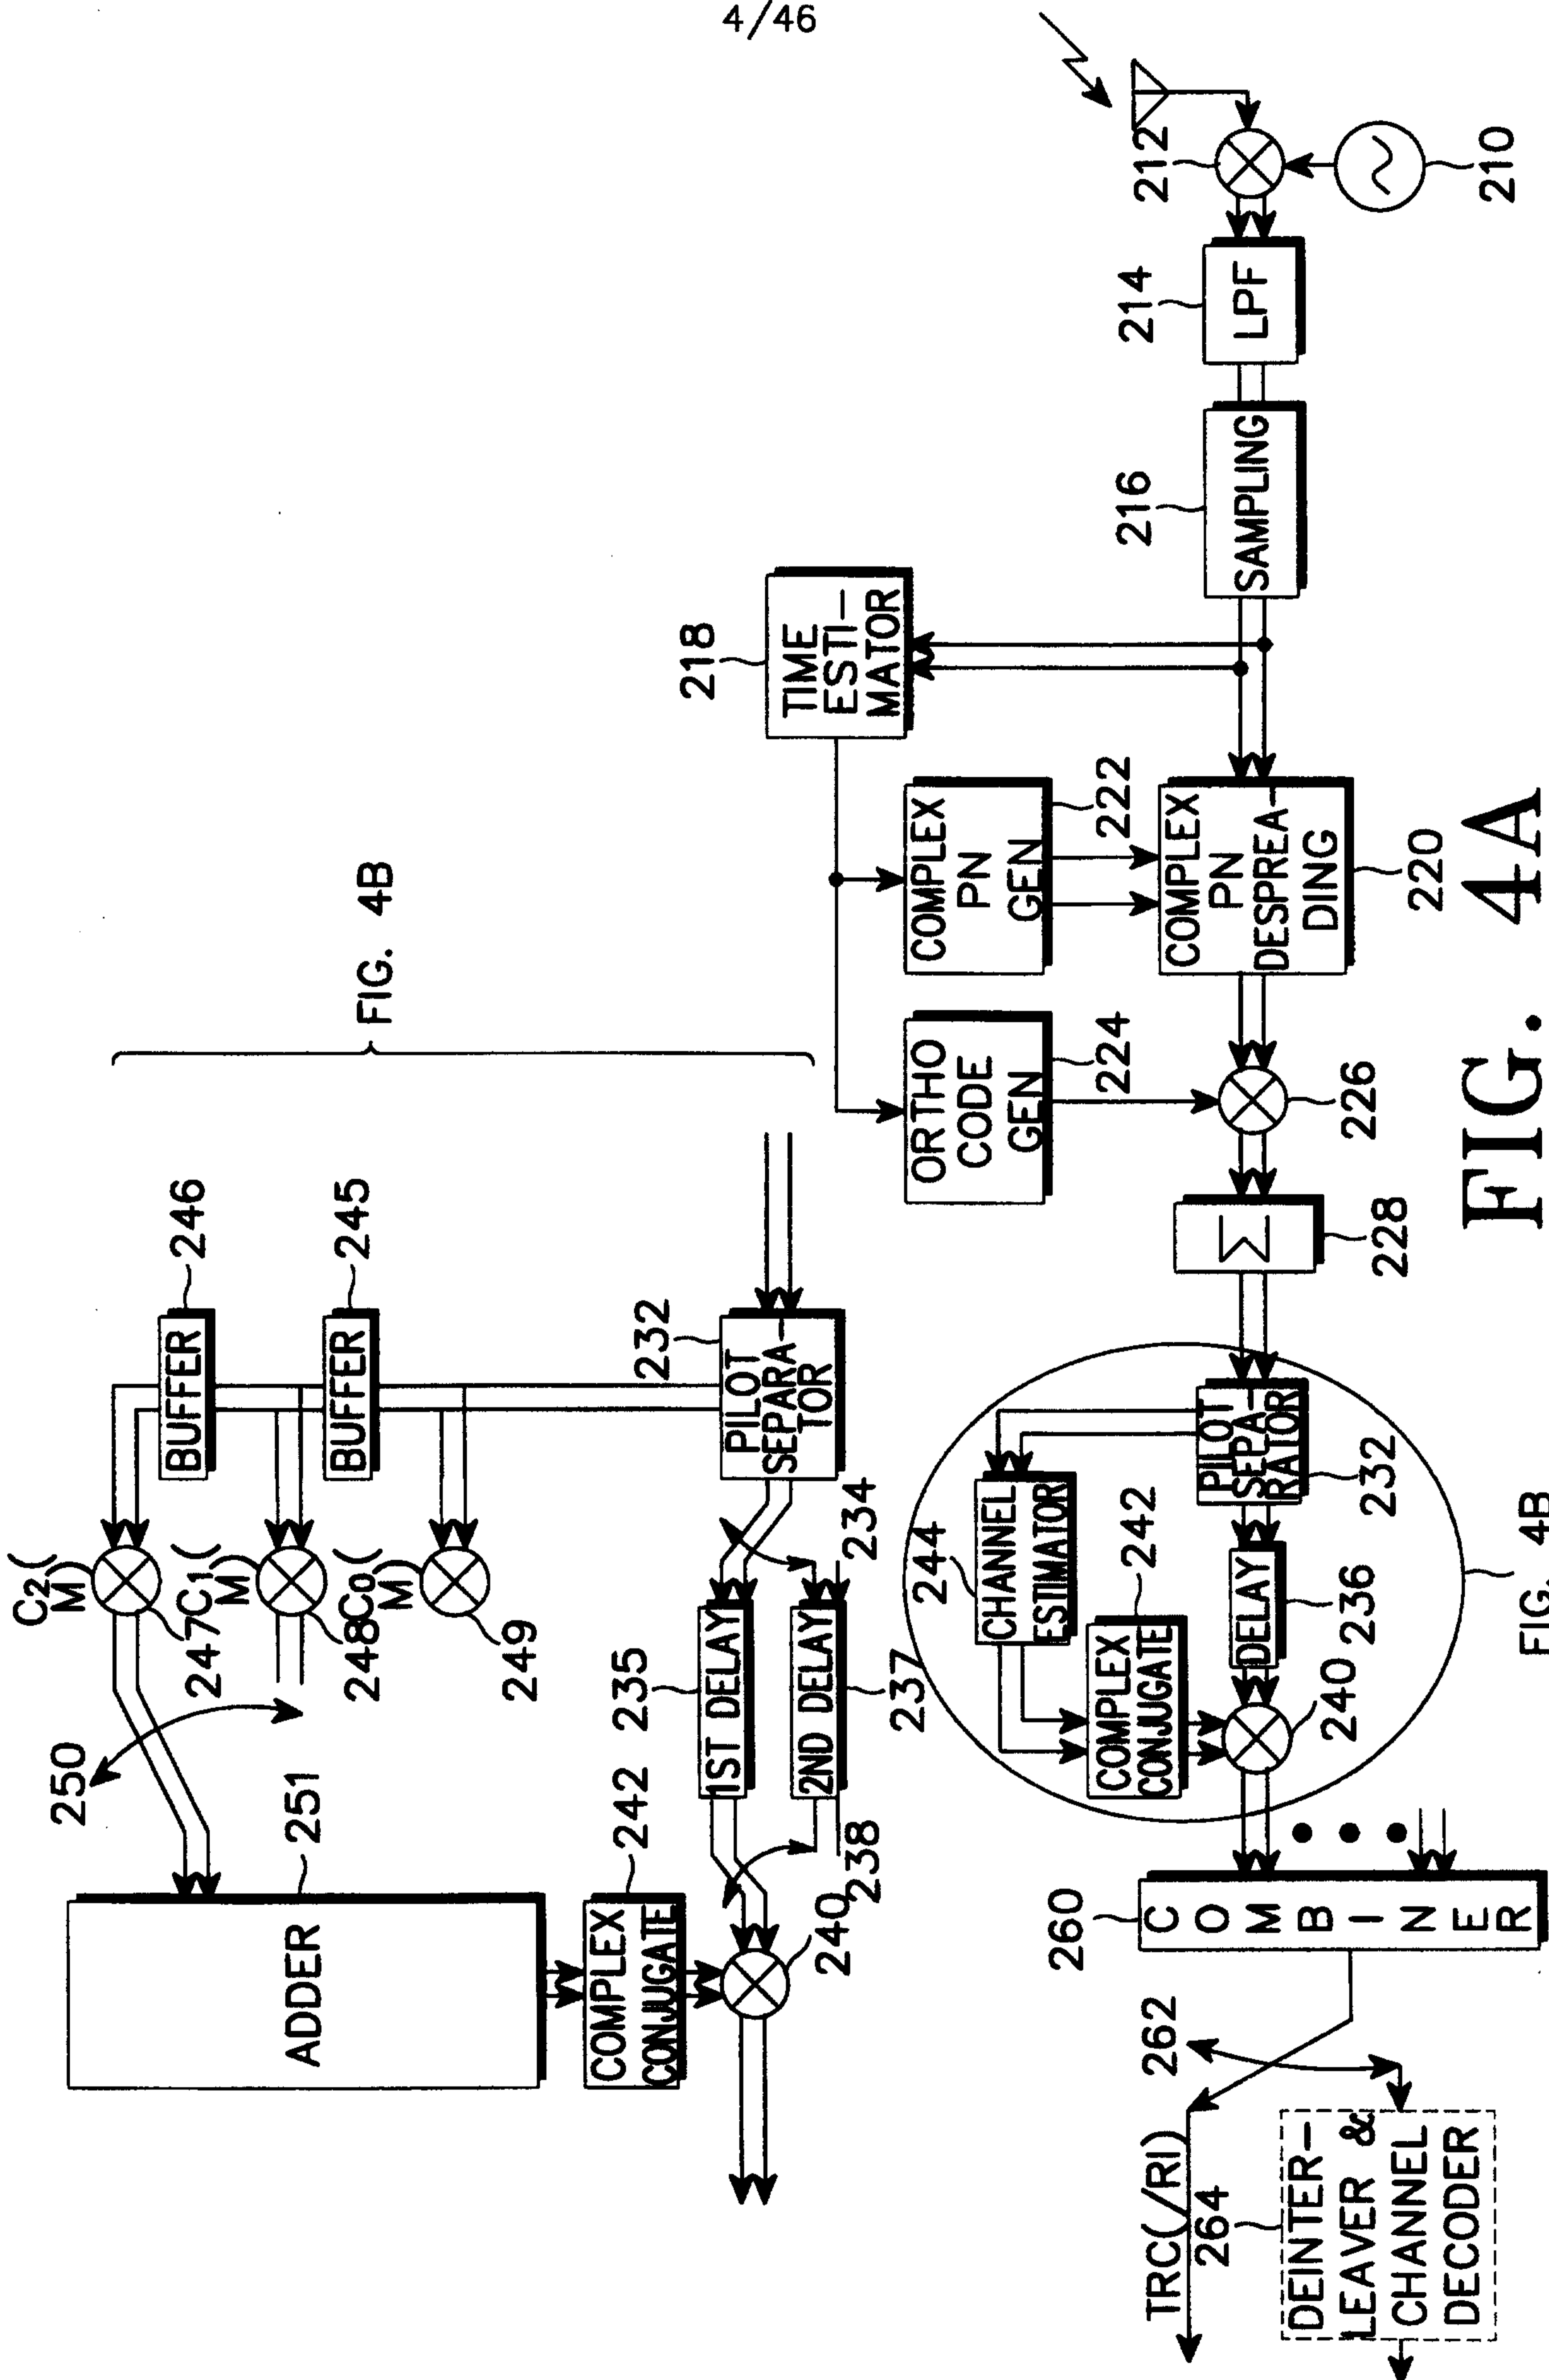 4/46
FIG. 4B
C2(
M
247
C1(
M
248
C0(
M
249
BUFFER
246
BUFFER
245
250
ADDER
251
COMPLEX
CONJUGATE
242
PILOT
SEPARA-
TOR
232
234
1ST DELAY
235
2ND DELAY
237
238
240
212
210
LPF
214
SAMPLING
216
TIME
ESTI-
MATOR
218
COMPLEX
PN
GEN
222
COMPLEX
PN
DESPREA-
DING
220
ORTHO
CODE
GEN
224
226
Σ
228
PILOT
SEPA-
RATOR
232
CHANNEL
ESTIMATOR
244
COMPLEX
CONJUGATE
242
DELAY
236
240
FIG. 4B
COMBINER
260
262
TRC(/RI)
264
DEINTER-
LEAVER &
CHANNEL
DECODER
FIG. 4A